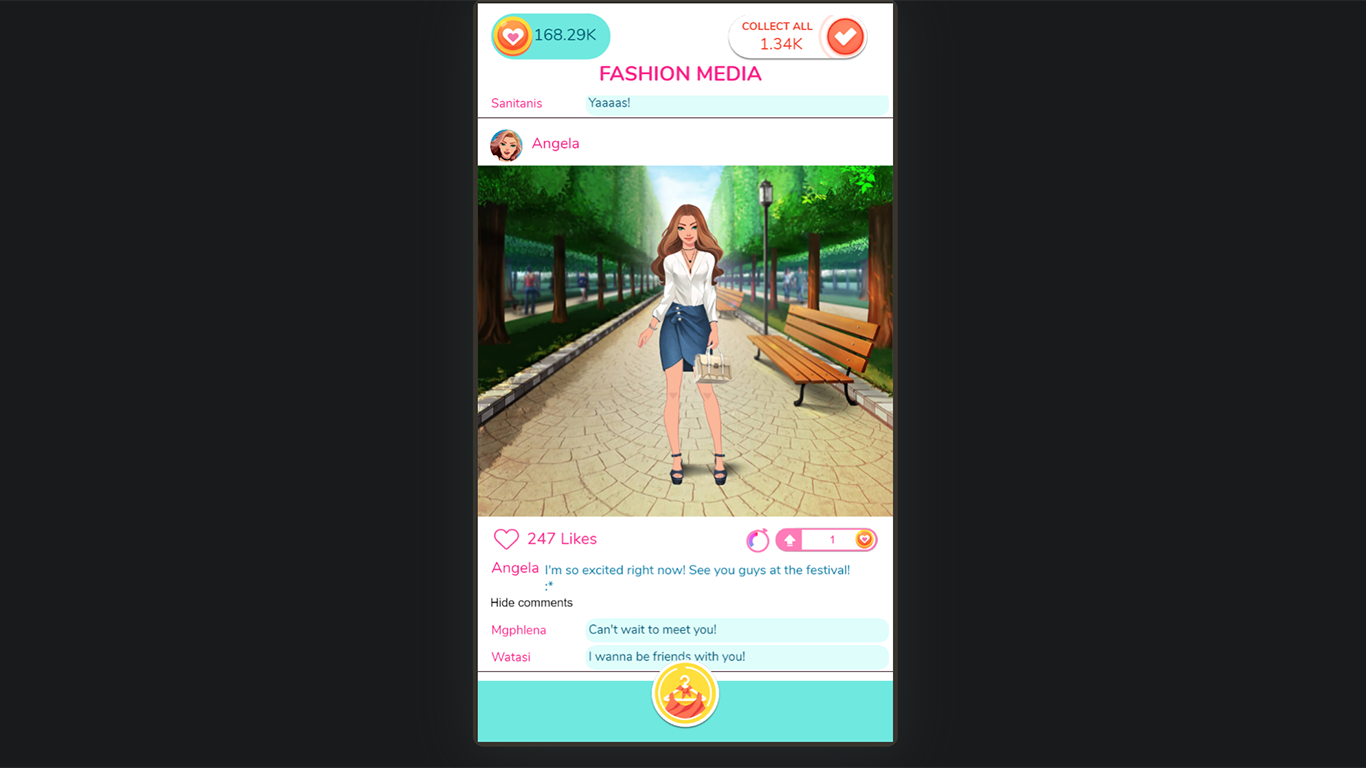 168.29K
COLLECT ALL
1.34K
FASHION MEDIA
Sanitanis Yaaaas!
Angela
247 Likes 1
Angela I'm so excited right now! See you guys at the festival!
:*
Hide comments
Mgphlena Can't wait to meet you!
Watasi I wanna be friends with you!